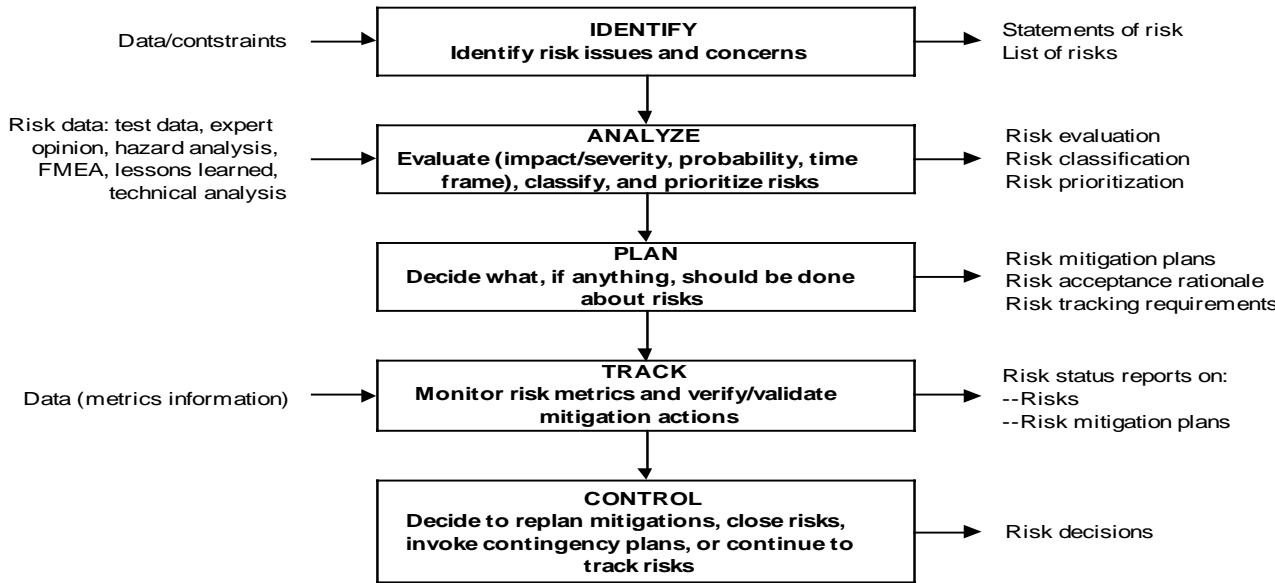 Data/contstraints
IDENTIFY
Identify risk issues and concerns
Statements of risk
List of risks
Risk data: test data, expert
opinion, hazard analysis,
FMEA, lessons learned,
technical analysis
ANALYZE
Evaluate (impact/severity, probability, time
frame), classify, and prioritize risks
Risk evaluation
Risk classification
Risk prioritization
PLAN
Decide what, if anything, should be done
about risks
Risk mitigation plans
Risk acceptance rationale
Risk tracking requirements
Data (metrics information)
TRACK
Monitor risk metrics and verify/validate
mitigation actions
Risk status reports on:
--Risks
--Risk mitigation plans
CONTROL
Decide to replan mitigations, close risks,
invoke contingency plans, or continue to
track risks
Risk decisions